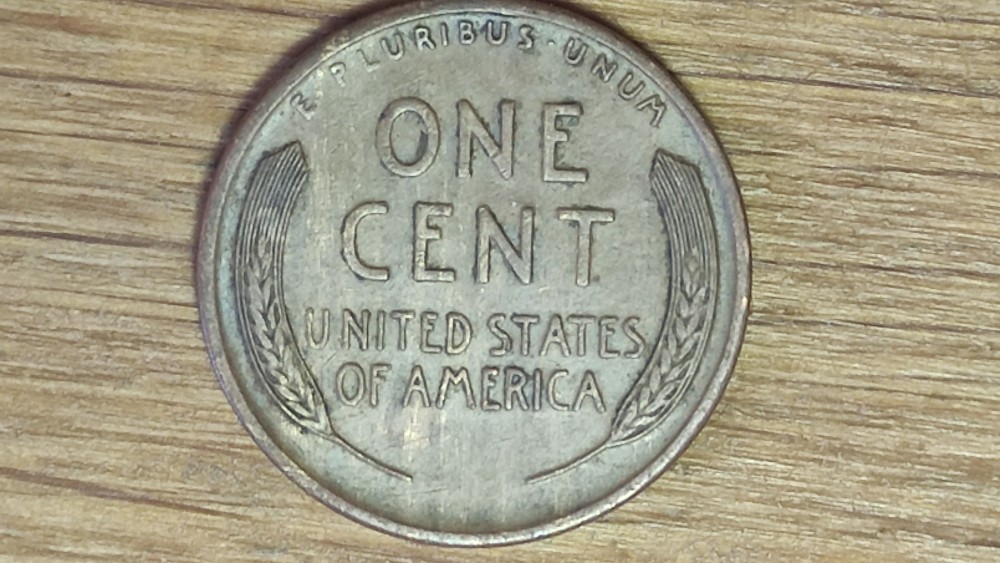 E·PLURIBUS·UNUM
ONE
CENT
UNITED STATES
OF AMERICA